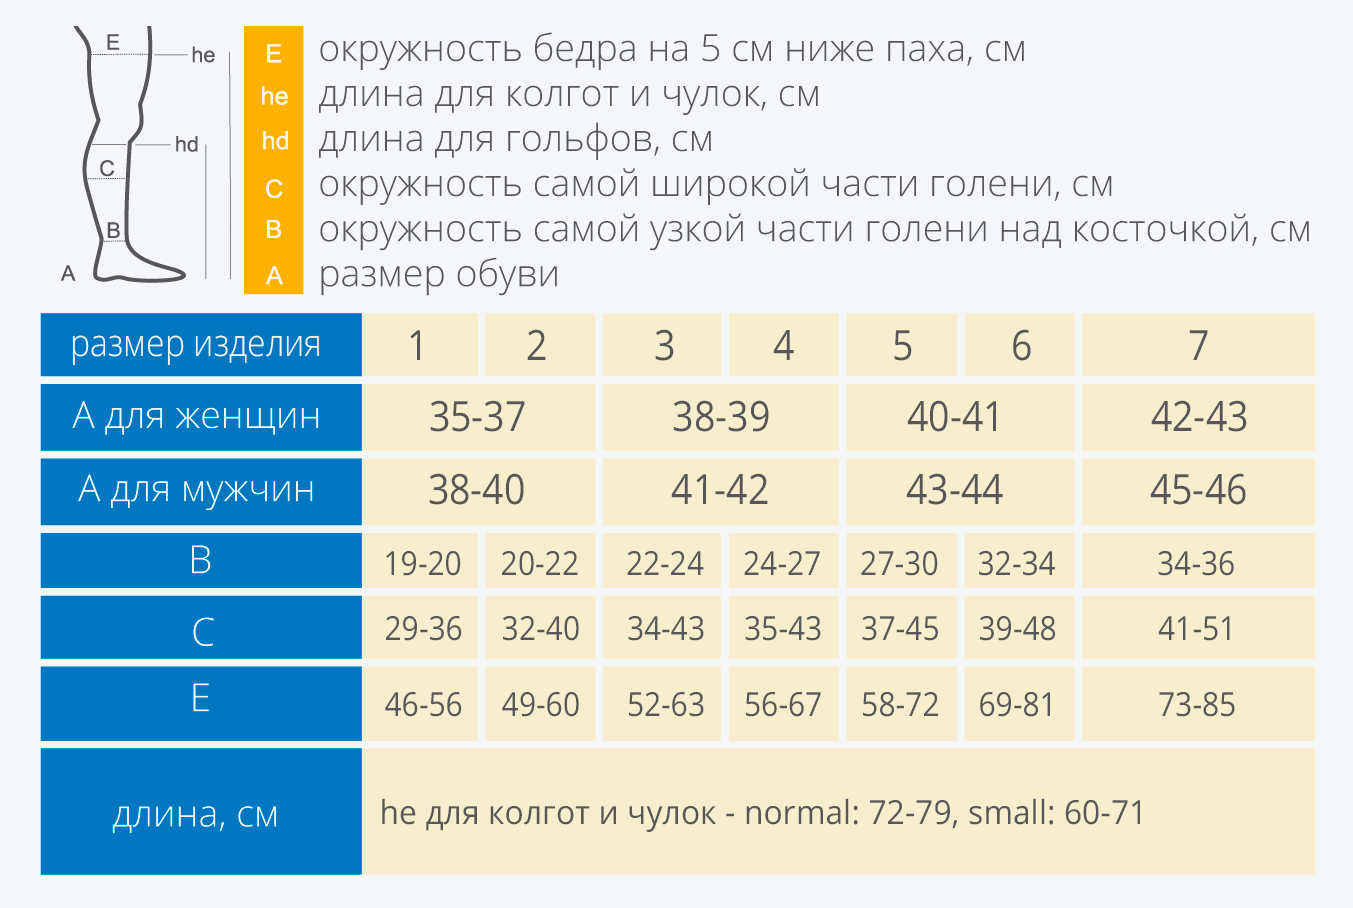 E he
hd
C
B
A
E окружность бедра на 5 см ниже паха, см
he длина для колгот и чулок, см
hd длина для гольфов, см
C окружность самой широкой части голени, см
B окружность самой узкой части голени над косточкой, см
A размер обуви
размер изделия 1 2 3 4 5 6 7
А для женщин 35-37 38-39 40-41 42-43
А для мужчин 38-40 41-42 43-44 45-46
B 19-20 20-22 22-24 24-27 27-30 32-34 34-36
C 29-36 32-40 34-43 35-43 37-45 39-48 41-51
E 46-56 49-60 52-63 56-67 58-72 69-81 73-85
длина, см he для колгот и чулок - normal: 72-79, small: 60-71